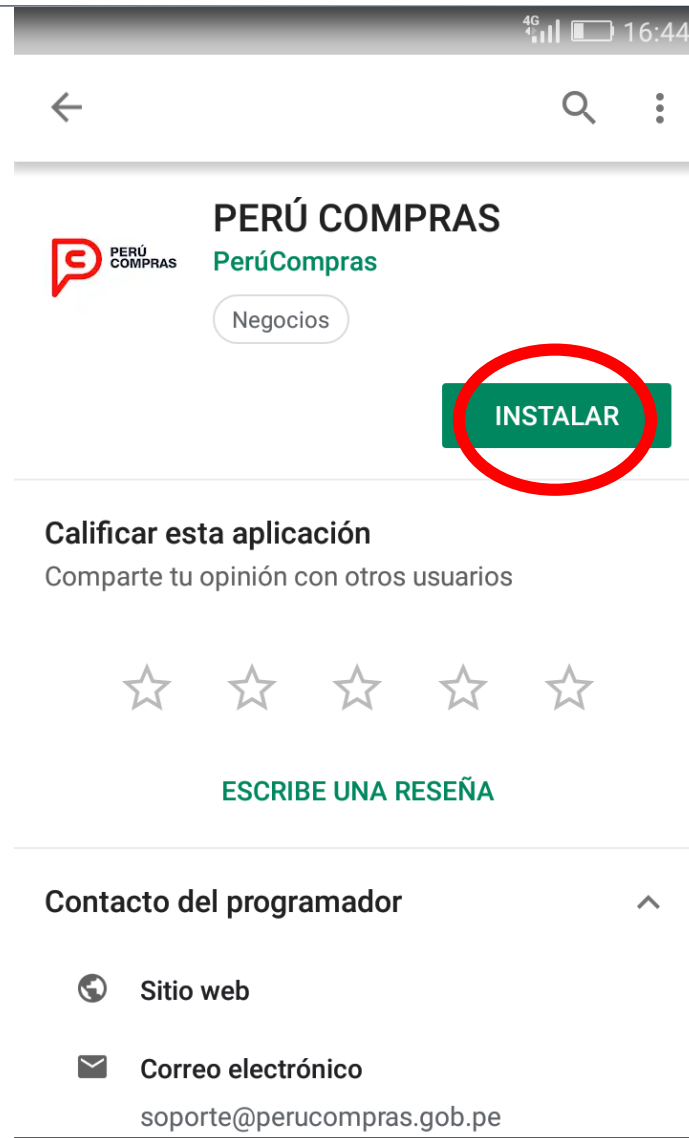 4G 16:44
PERÚ COMPRAS
PERÚ
COMPRAS
PerúCompras
Negocios
INSTALAR
Calificar esta aplicación
Comparte tu opinión con otros usuarios
ESCRIBE UNA RESEÑA
Contacto del programador
Sitio web
Correo electrónico
soporte@perucompras.gob.pe